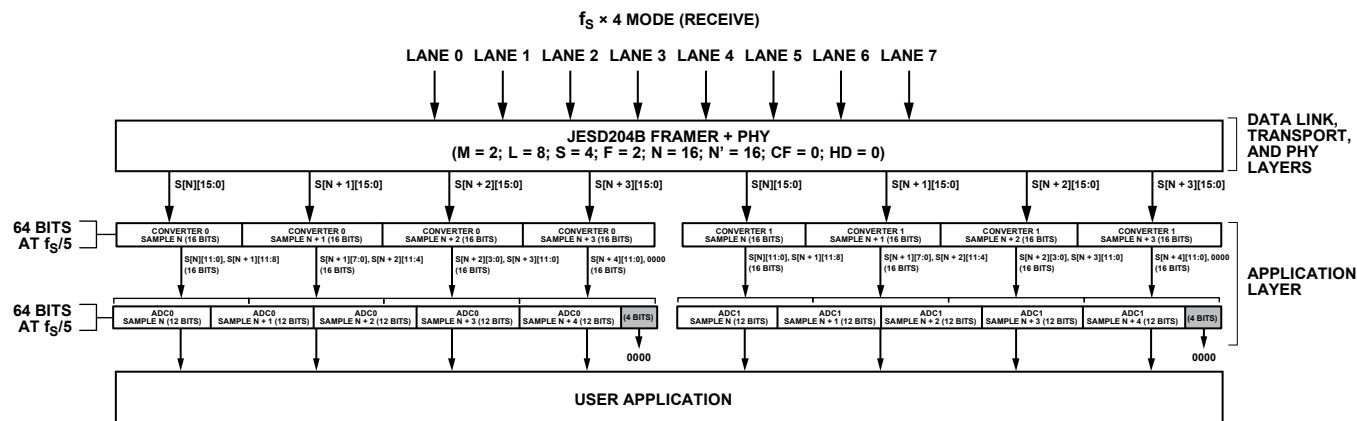 fS × 4 MODE (RECEIVE)
LANE 0 LANE 1 LANE 2 LANE 3 LANE 4 LANE 5 LANE 6 LANE 7
JESD204B FRAMER + PHY
(M = 2; L = 8; S = 4; F = 2; N = 16; N' = 16; CF = 0; HD = 0)
DATA LINK,
TRANSPORT,
AND PHY
LAYERS
S[N][15:0] S[N + 1][15:0] S[N + 2][15:0] S[N + 3][15:0] S[N][15:0] S[N + 1][15:0] S[N + 2][15:0] S[N + 3][15:0]
64 BITS
AT fS/5
CONVERTER 0 CONVERTER 0 CONVERTER 0 CONVERTER 0 CONVERTER 1 CONVERTER 1 CONVERTER 1 CONVERTER 1
SAMPLE N (16 BITS) SAMPLE N + 1 (16 BITS) SAMPLE N + 2 (16 BITS) SAMPLE N + 3 (16 BITS) SAMPLE N (16 BITS) SAMPLE N + 1 (16 BITS) SAMPLE N + 2 (16 BITS) SAMPLE N + 3 (16 BITS)
S[N][11:0], S[N + 1][11:8] S[N + 1][7:0], S[N + 2][11:4] S[N + 2][3:0], S[N + 3][11:0] S[N + 4][11:0], 0000 S[N][11:0], S[N + 1][11:8] S[N + 1][7:0], S[N + 2][11:4] S[N + 2][3:0], S[N + 3][11:0] S[N + 4][11:0], 0000
(16 BITS) (16 BITS) (16 BITS) (16 BITS) (16 BITS) (16 BITS) (16 BITS) (16 BITS)
APPLICATION
LAYER
64 BITS
AT fS/5
ADC0 ADC0 ADC0 ADC0 ADC0 ADC1 ADC1 ADC1 ADC1 ADC1
SAMPLE N (12 BITS) SAMPLE N + 1 (12 BITS) SAMPLE N + 2 (12 BITS) SAMPLE N + 3 (12 BITS) SAMPLE N + 4 (12 BITS) (4 BITS) SAMPLE N (12 BITS) SAMPLE N + 1 (12 BITS) SAMPLE N + 2 (12 BITS) SAMPLE N + 3 (12 BITS) SAMPLE N + 4 (12 BITS) (4 BITS)
0000 0000
USER APPLICATION